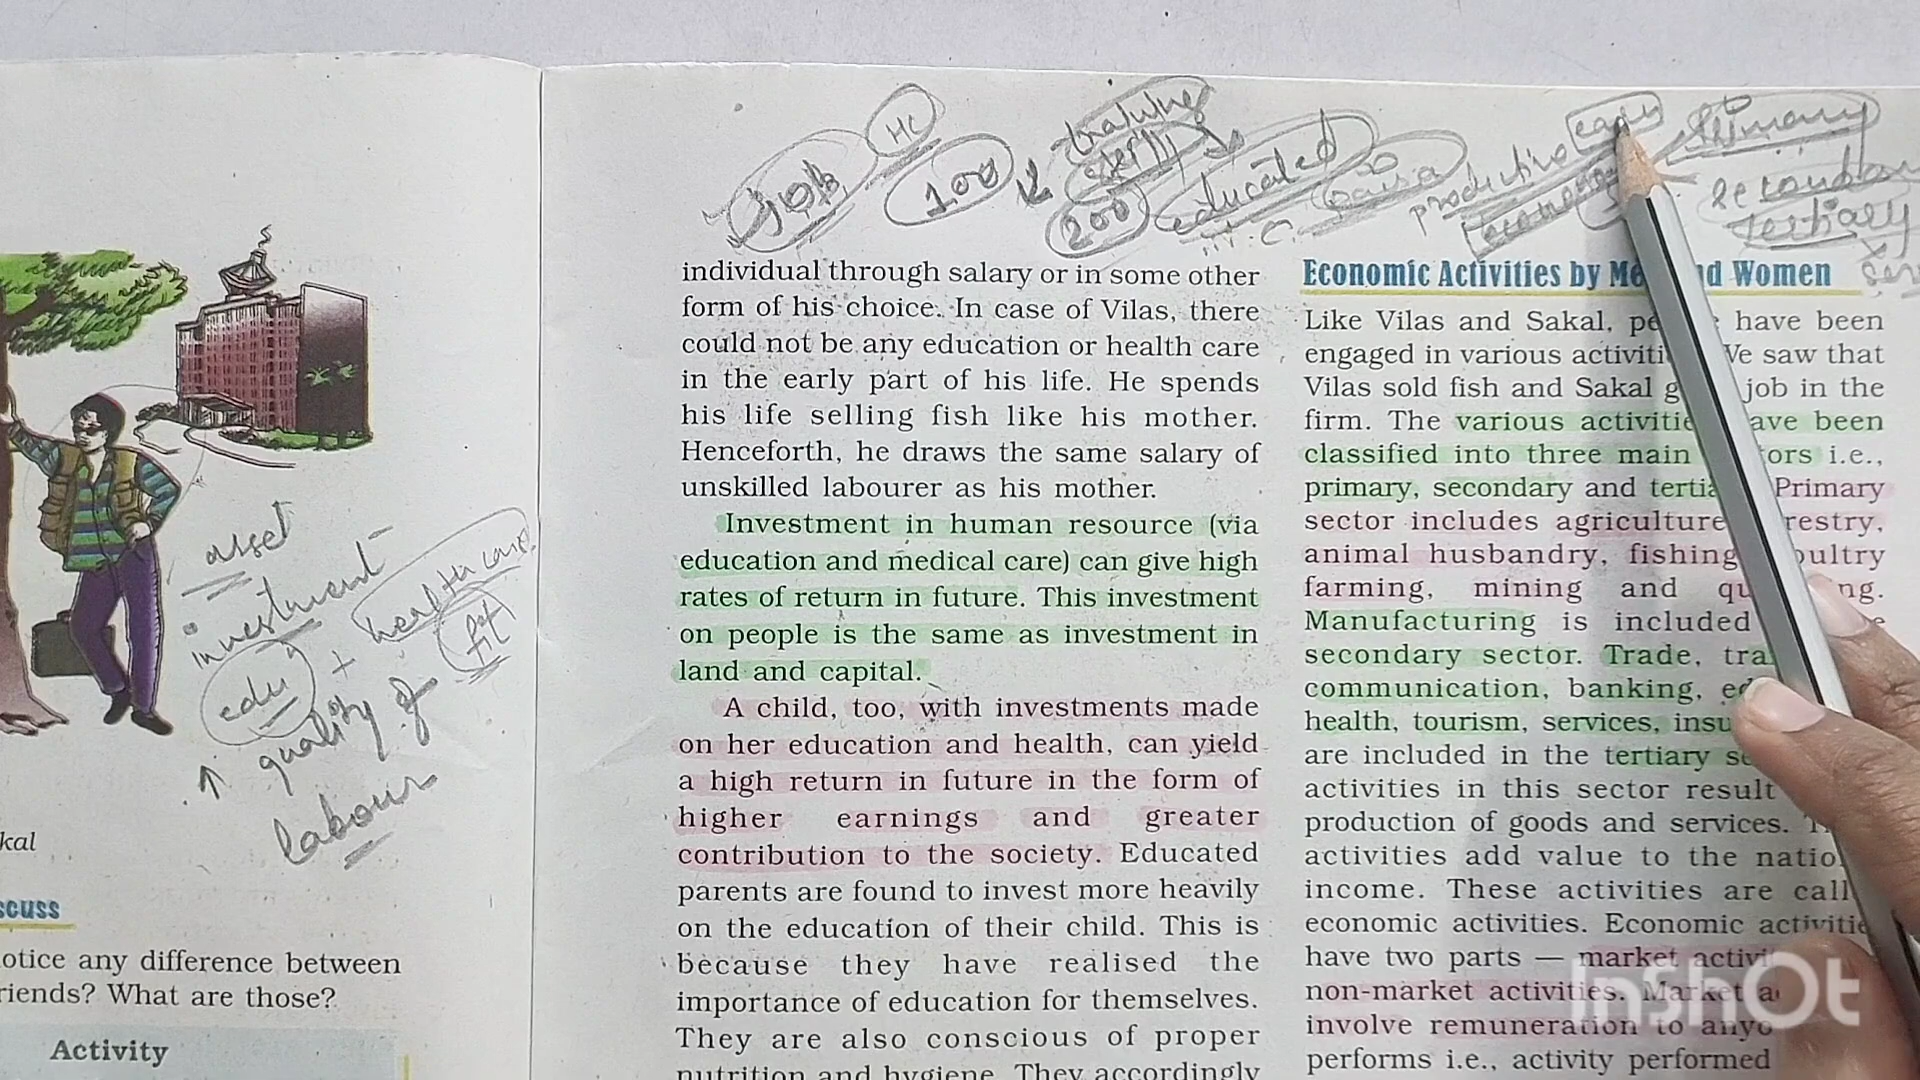 Job
HC
100
training
200
educated
productive
Primary
Secondary
tertiary
individual through salary or in some other
form of his choice. In case of Vilas, there
could not be any education or health care
in the early part of his life. He spends
his life selling fish like his mother.
Henceforth, he draws the same salary of
unskilled labourer as his mother.
Investment in human resource (via
education and medical care) can give high
rates of return in future. This investment
on people is the same as investment in
land and capital.
A child, too, with investments made
on her education and health, can yield
a high return in future in the form of
higher earnings and greater
contribution to the society. Educated
parents are found to invest more heavily
on the education of their child. This is
because they have realised the
importance of education for themselves.
They are also conscious of proper
nutrition and hygiene. They accordingly
Economic Activities by Me nd Women
Like Vilas and Sakal, pe have been
engaged in various activiti We saw that
Vilas sold fish and Sakal g job in the
firm. The various activitie ave been
classified into three main ors i.e.,
primary, secondary and tertia Primary
sector includes agriculture restry,
animal husbandry, fishing oultry
farming, mining and qu ng.
Manufacturing is included e
secondary sector. Trade, tra
communication, banking, ed
health, tourism, services, insu
are included in the tertiary se
activities in this sector result
production of goods and services.
activities add value to the natio
income. These activities are call
economic activities. Economic activitie
have two parts — market activi
non-market activities. Market a
involve remuneration to anyo
performs i.e., activity performed
asset
investment
edu + health care
↑ quality of
labour
kal
scuss
otice any difference between
riends? What are those?
Activity
InShOt